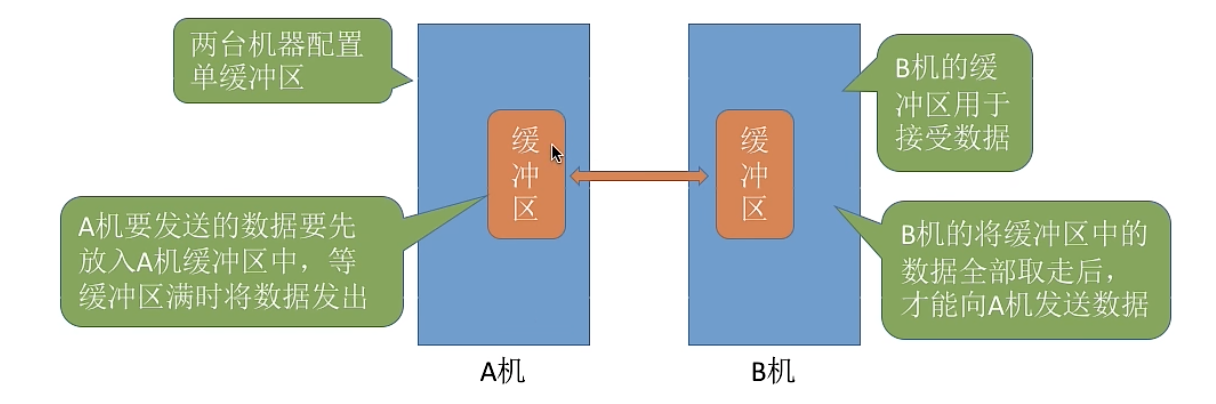 两台机器配置
单缓冲区
B机的缓
冲区用于
接受数据
缓
冲
区
缓
冲
区
A机要发送的数据要先
放入A机缓冲区中，等
缓冲区满时将数据发出
B机的将缓冲区中的
数据全部取走后，
才能向A机发送数据
A机
B机